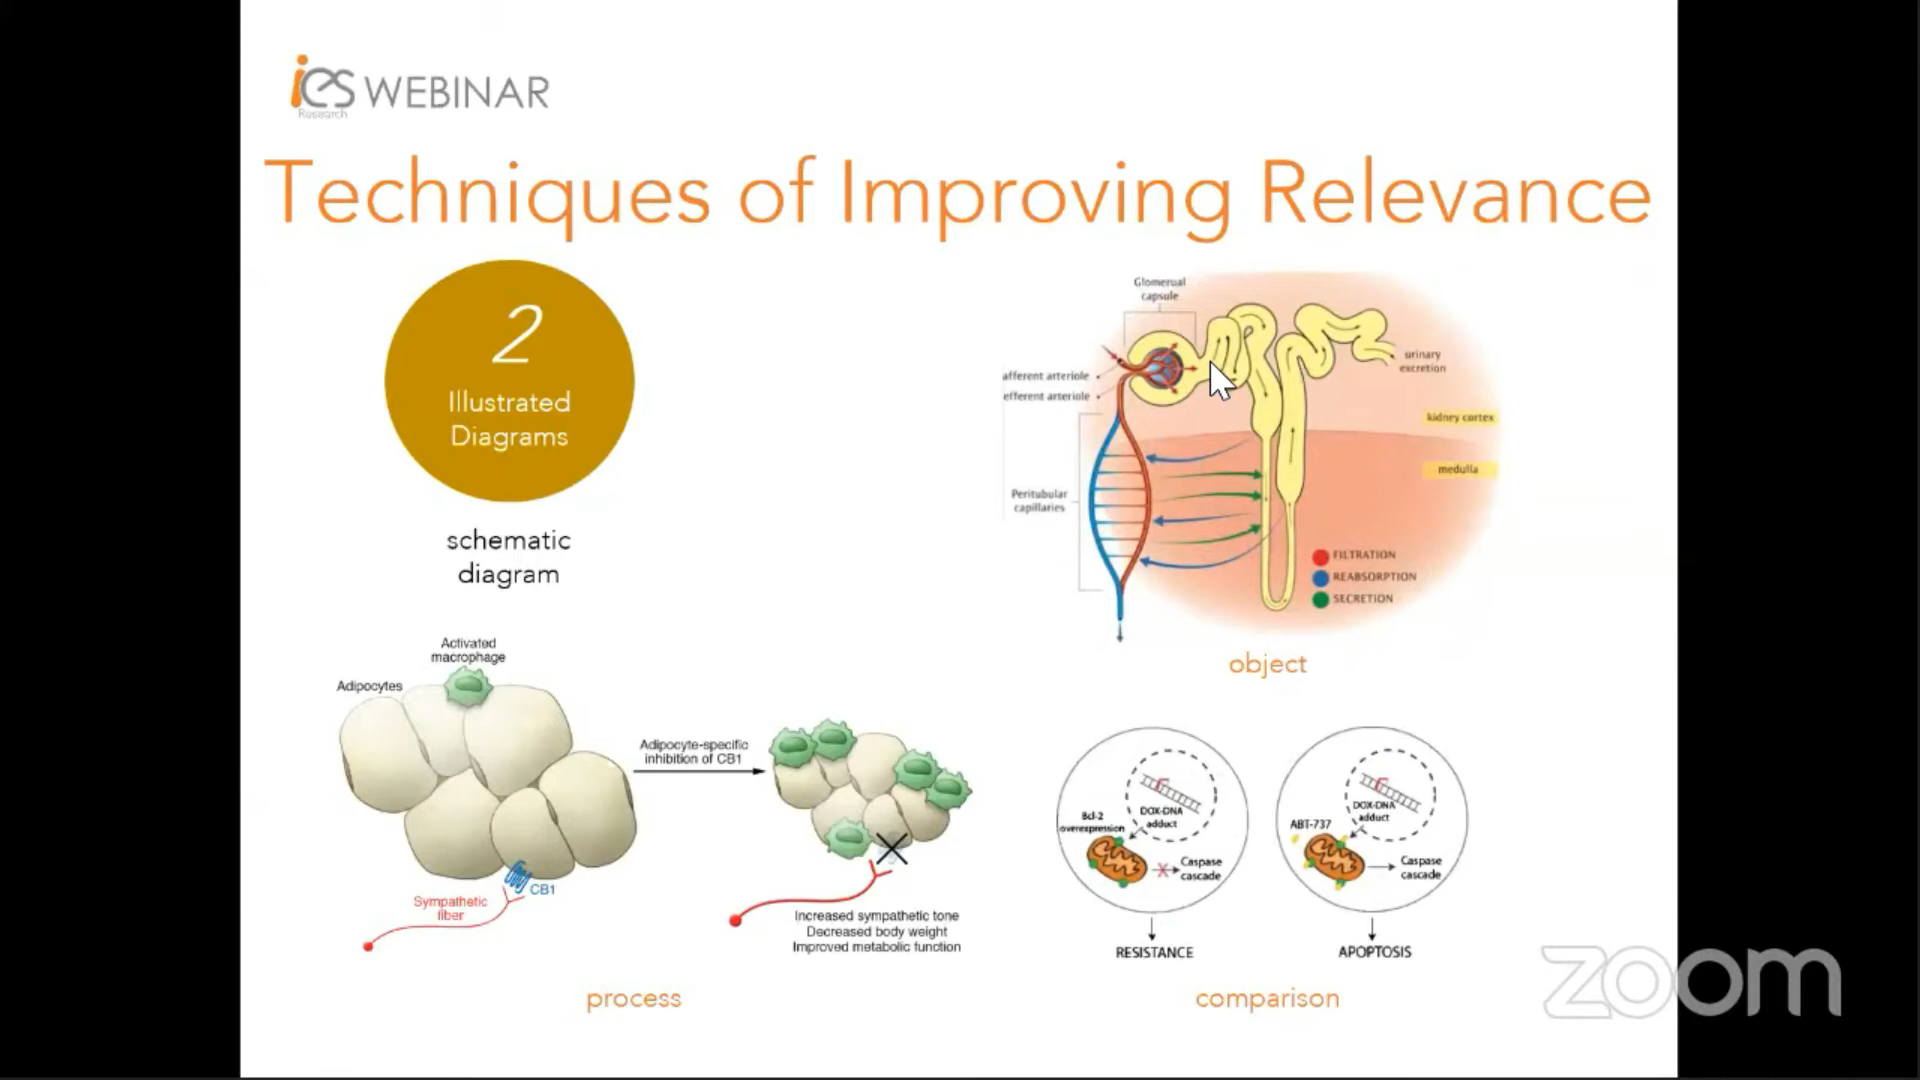 ies WEBINAR
Research
Techniques of Improving Relevance
2
Illustrated
Diagrams
schematic
diagram
Glomerual
capsule
afferent arteriole
efferent arteriole
Peritubular
capillaries
urinary
excretion
kidney cortex
medulla
FILTRATION
REABSORPTION
SECRETION
object
Activated
macrophage
Adipocytes
Adipocyte-specific
inhibition of CB1
CB1
Sympathetic
fiber
Increased sympathetic tone
Decreased body weight
Improved metabolic function
process
Bcl-2
overexpression
DOX-DNA
adduct
Caspase
cascade
RESISTANCE
ABT-737
DOX-DNA
adduct
Caspase
cascade
APOPTOSIS
comparison
zoom